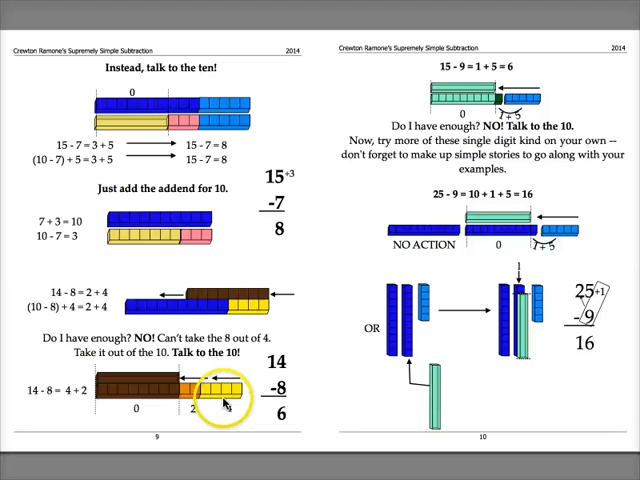 Crewton Ramone's Supremely Simple Subtraction 2014
Instead, talk to the ten!
0
15 - 7 = 3 + 5 15 - 7 = 8
(10 - 7) + 5 = 3 + 5 15 - 7 = 8
15+3
-7
8
Just add the addend for 10.
7 + 3 = 10
10 - 7 = 3
14 - 8 = 2 + 4
(10 - 8) + 4 = 2 + 4
Do I have enough? NO! Can't take the 8 out of 4.
Take it out of the 10. Talk to the 10!
14
-8
6
14 - 8 = 4 + 2
0 2 4
9
Crewton Ramone's Supremely Simple Subtraction 2014
15 - 9 = 1 + 5 = 6
0 1 + 5
Do I have enough? NO! Talk to the 10.
Now, try more of these single digit kind on your own --
don't forget to make up simple stories to go along with your
examples.
25 - 9 = 10 + 1 + 5 = 16
NO ACTION 0 1 + 5
1
OR
25+1
- 9
16
10